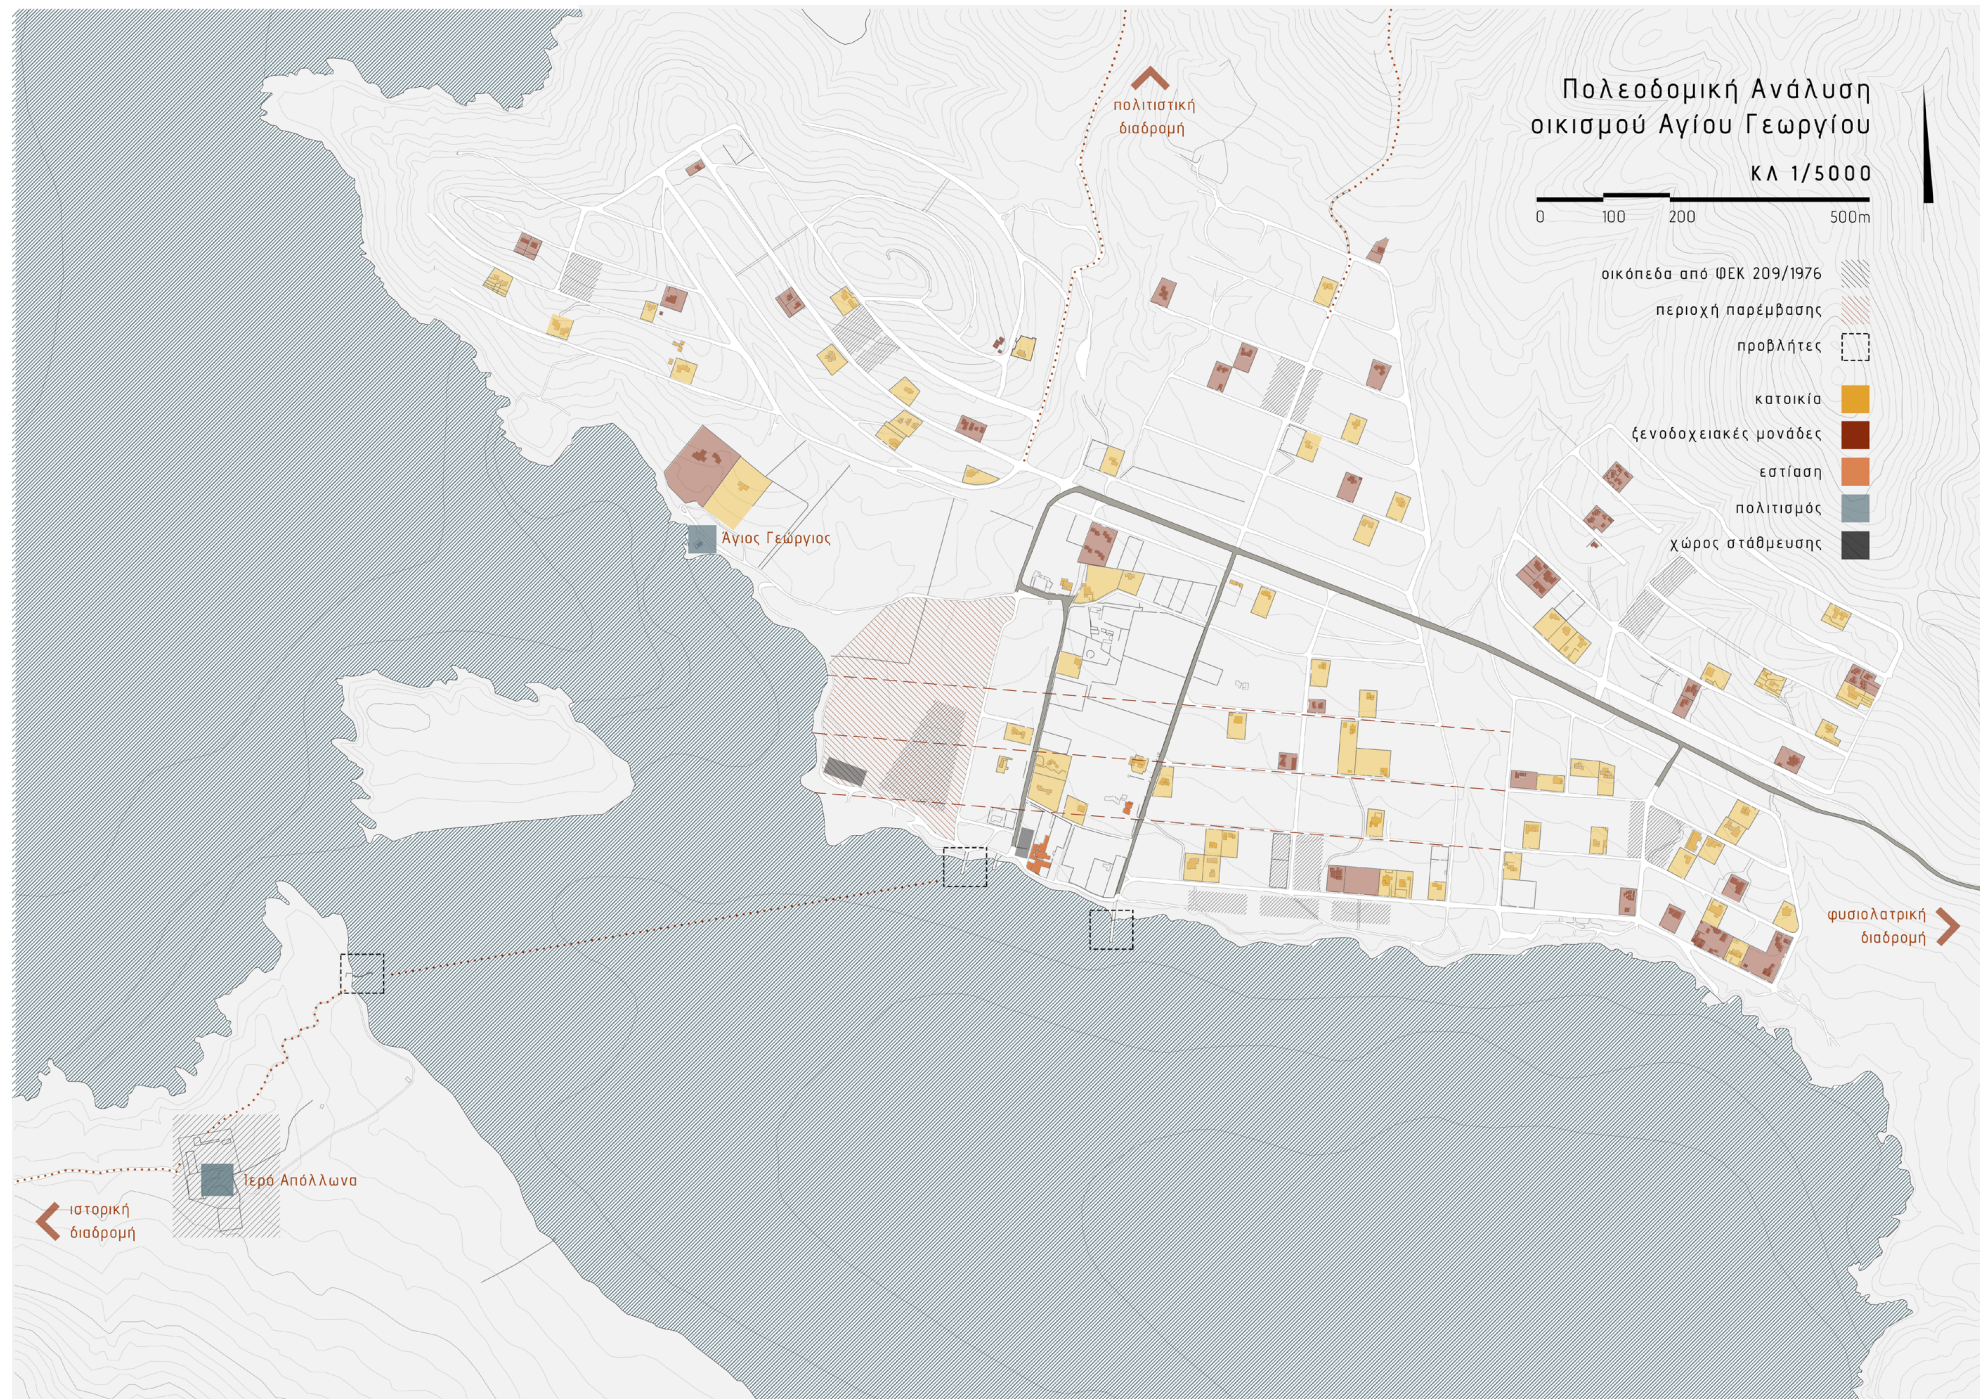 Πολεοδομική Ανάλυση
οικισμού Αγίου Γεωργίου
ΚΛ 1/5000
0 100 200 500m
οικόπεδα από ΦΕΚ 209/1976
περιοχή παρέμβασης
προβλήτες
κατοικία
ξενοδοχειακές μονάδες
εστίαση
πολιτισμός
χώρος στάθμευσης
πολιτιστική
διαδρομή
Άγιος Γεώργιος
φυσιολατρική
διαδρομή
Ιερό Απόλλωνα
ιστορική
διαδρομή